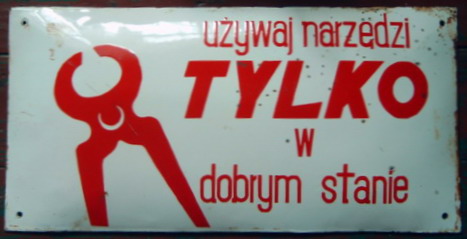 używaj narzędzi
TYLKO
w
dobrym stanie